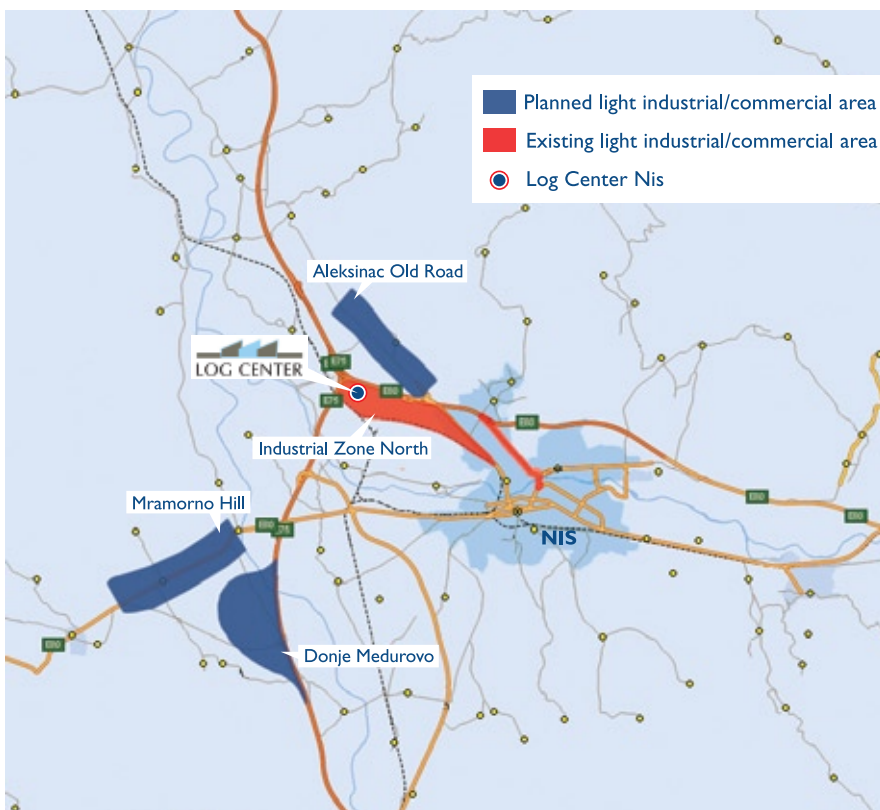 Planned light industrial/commercial area
Existing light industrial/commercial area
Log Center Nis
Aleksinac Old Road
LOG CENTER
E75
E75
E80
E80
Industrial Zone North
Mramorno Hill
E80
E75
E80
E80
NIS
E80
Donje Medurovo